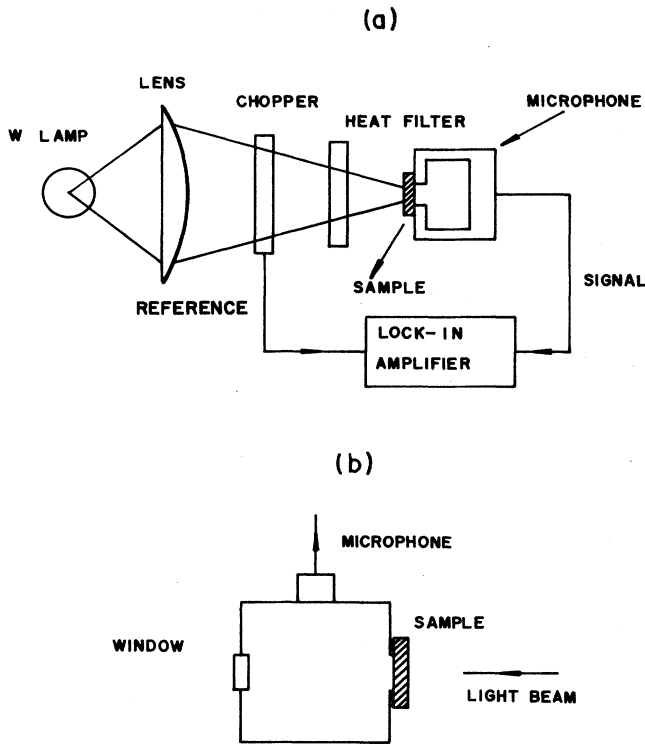 (a)
LENS
CHOPPER
MICROPHONE
HEAT FILTER
W LAMP
SAMPLE
SIGNAL
REFERENCE
LOCK-IN
AMPLIFIER
(b)
MICROPHONE
SAMPLE
WINDOW
LIGHT BEAM